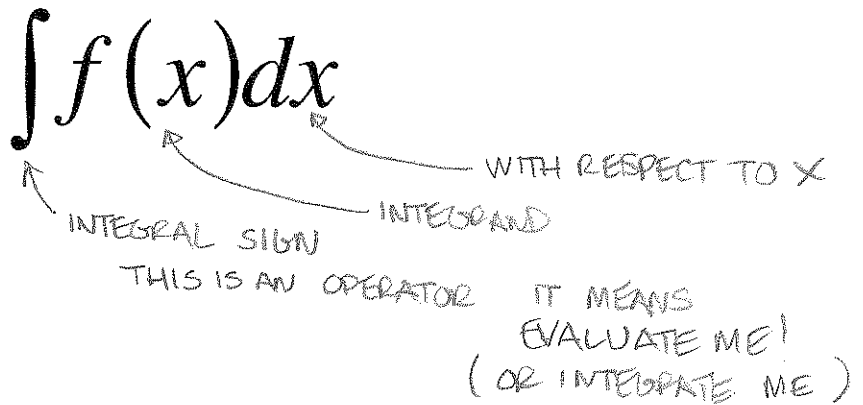 ∫ f(x)dx
WITH RESPECT TO X
INTEGRAND
INTEGRAL SIGN
THIS IS AN OPERATOR IT MEANS
EVALUATE ME!
(OR INTEGRATE ME)